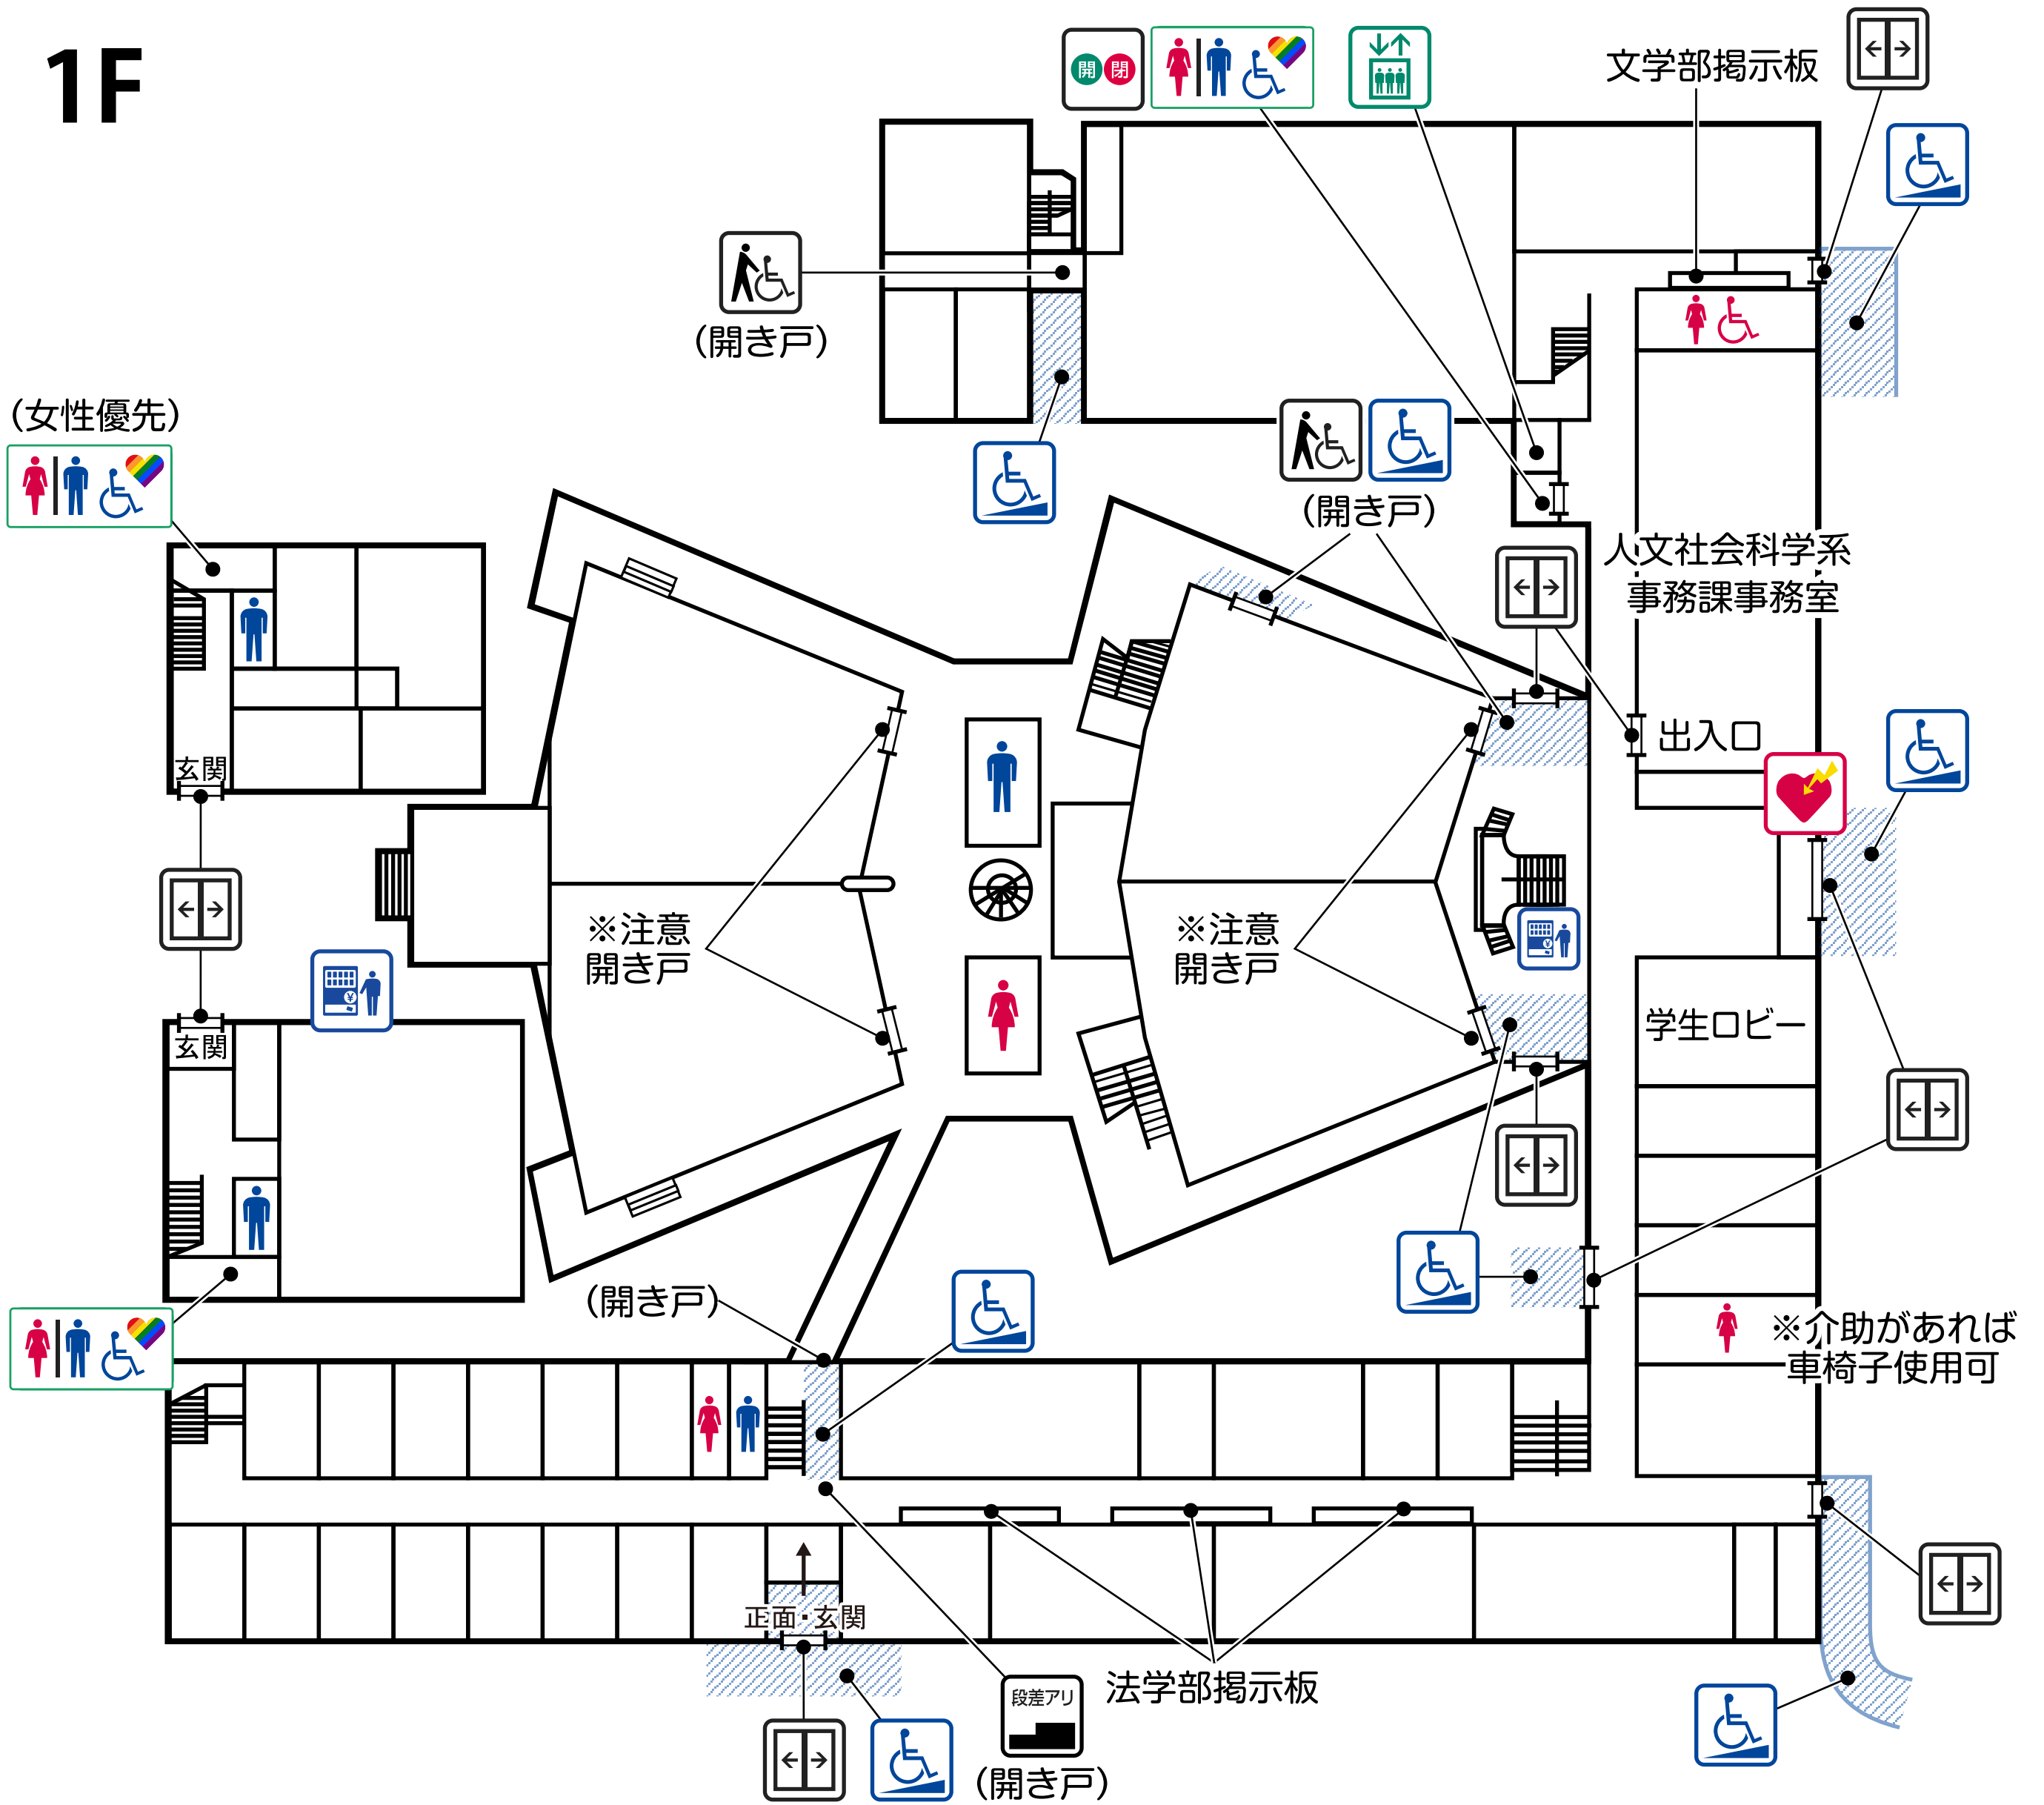 1F
開 閉
文学部掲示板
(開き戸)
(女性優先)
(開き戸)
人文社会科学系
事務課事務室
出入口
玄関
※注意
開き戸
※注意
開き戸
¥
¥
学生ロビー
玄関
(開き戸)
※介助があれば
車椅子使用可
正面・玄関
法学部掲示板
段差アリ
(開き戸)